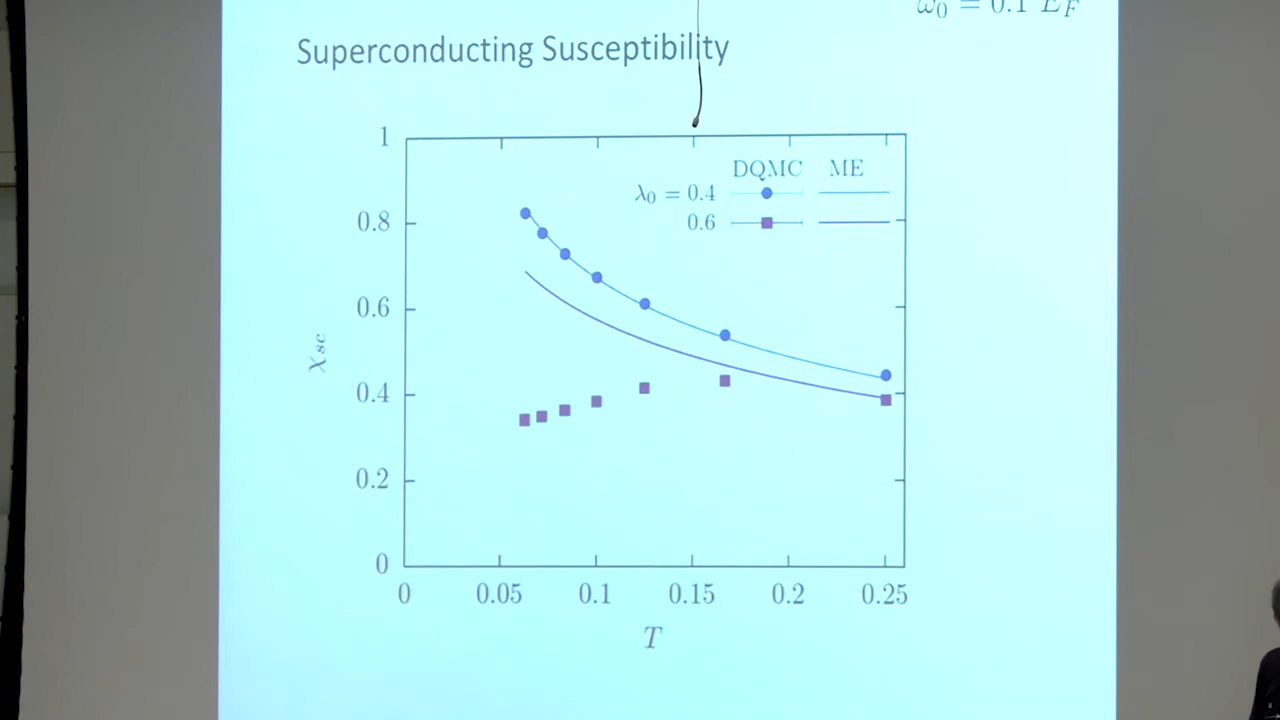 ω₀ = 0.1 E_F
Superconducting Susceptibility
1
DQMC ME
λ₀ = 0.4
0.6
0.8
0.6
χ_sc
0.4
0.2
0
0 0.05 0.1 0.15 0.2 0.25
T